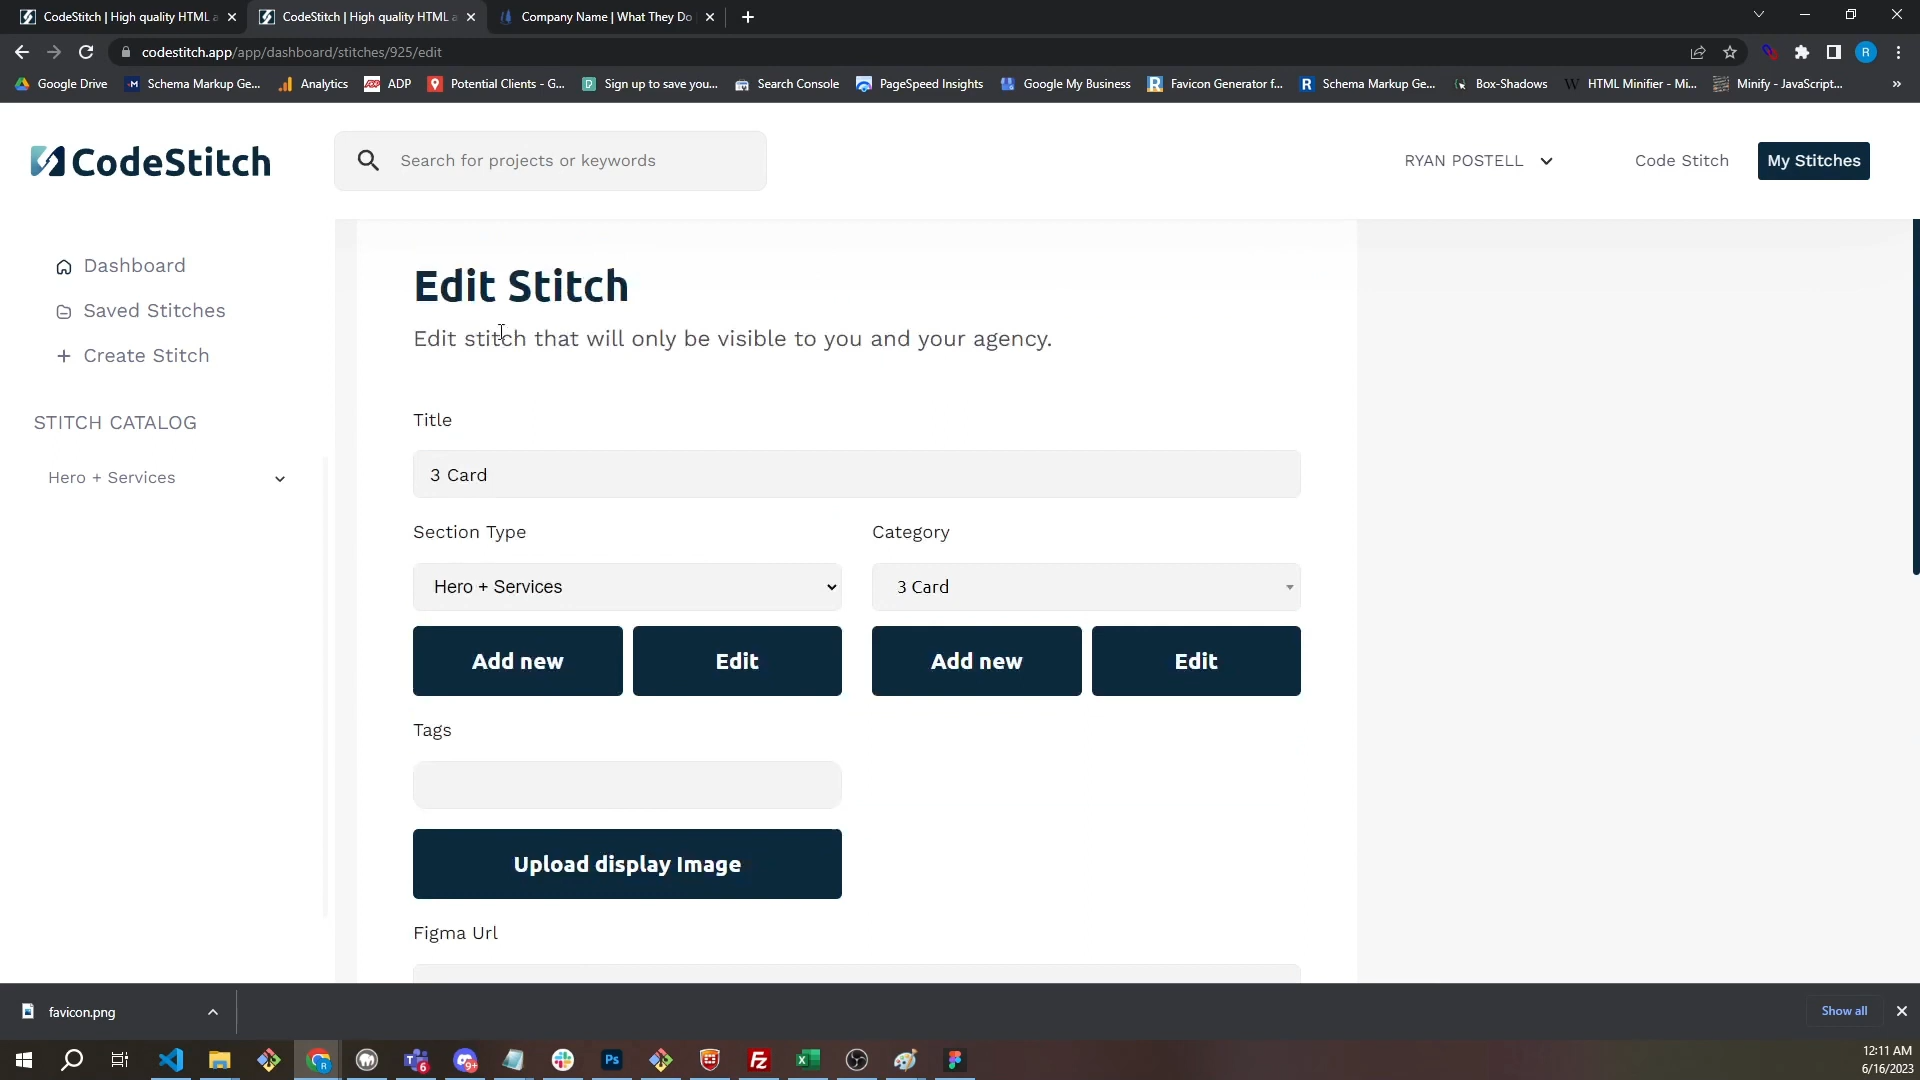 CodeStitch | High quality HTML a
CodeStitch | High quality HTML a
Company Name | What They Do
codestitch.app/app/dashboard/stitches/925/edit
R
Google Drive
Schema Markup Ge...
Analytics
ADP
Potential Clients - G...
Sign up to save you...
Search Console
PageSpeed Insights
Google My Business
Favicon Generator f...
Schema Markup Ge...
Box-Shadows
HTML Minifier - Mi...
Minify - JavaScript...
CodeStitch
Search for projects or keywords
RYAN POSTELL
Code Stitch
My Stitches
Dashboard
Saved Stitches
Create Stitch
STITCH CATALOG
Hero + Services
Edit Stitch
Edit stitch that will only be visible to you and your agency.
Title
3 Card
Section Type
Category
Hero + Services
3 Card
Add new
Edit
Add new
Edit
Tags
Upload display Image
Figma Url
favicon.png
Show all
12:11 AM
6/16/2023